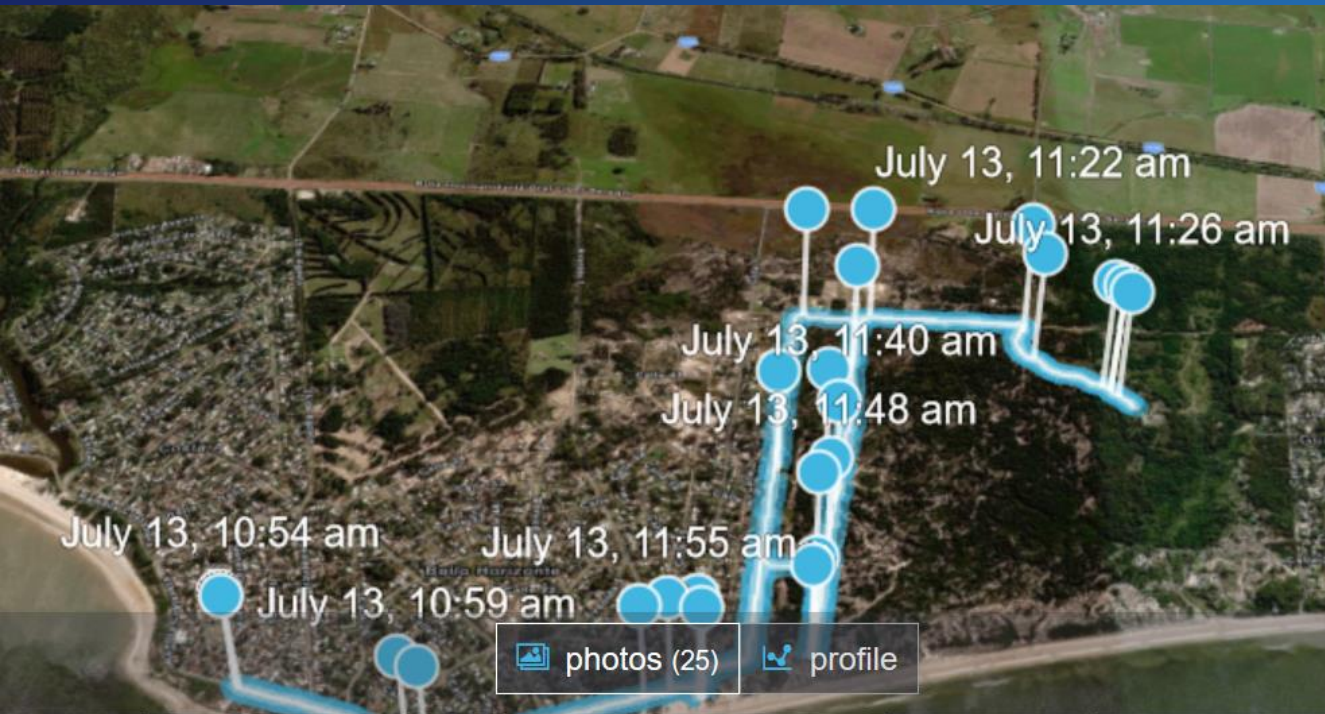 July 13, 11:22 am
July 13, 11:26 am
July 13, 11:40 am
July 13, 11:48 am
July 13, 10:54 am
July 13, 11:55 am
Bello Horizonte
July 13, 10:59 am
photos (25)
profile